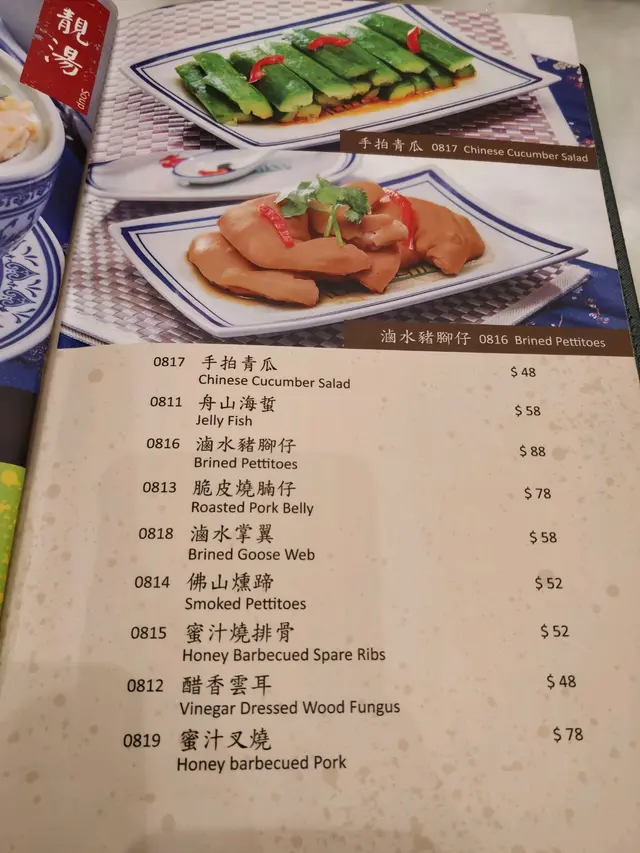 靚湯
Soup
手拍青瓜 0817 Chinese Cucumber Salad
滷水豬腳仔 0816 Brined Pettitoes
0817 手拍青瓜 $ 48
Chinese Cucumber Salad
0811 舟山海蜇 $ 58
Jelly Fish
0816 滷水豬腳仔 $ 88
Brined Pettitoes
0813 脆皮燒腩仔 $ 78
Roasted Pork Belly
0818 滷水掌翼 $ 58
Brined Goose Web
0814 佛山燻蹄 $ 52
Smoked Pettitoes
0815 蜜汁燒排骨 $ 52
Honey Barbecued Spare Ribs
0812 醋香雲耳 $ 48
Vinegar Dressed Wood Fungus
0819 蜜汁叉燒 $ 78
Honey barbecued Pork